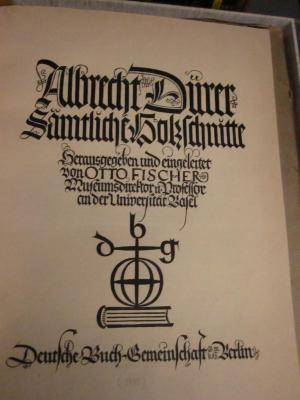 Albrecht Dürer
Sämtliche Holzschnitte
Herausgegeben und eingeleitet
von OTTO FISCHER
Museumsdirektor u. Professor
an der Universität Basel
d b g
Deutsche Buch-Gemeinschaft Berlin